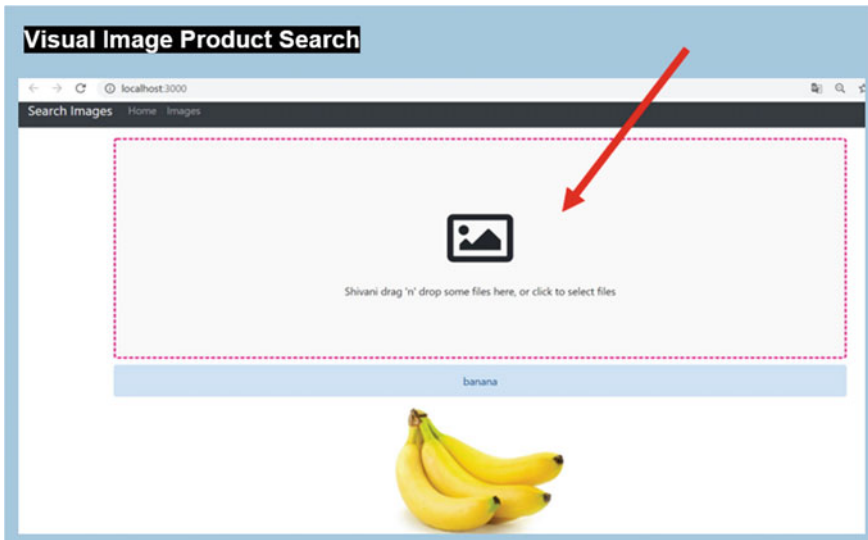 Visual Image Product Search
localhost:3000
Search Images Home Images
Shivani drag 'n' drop some files here, or click to select files
banana